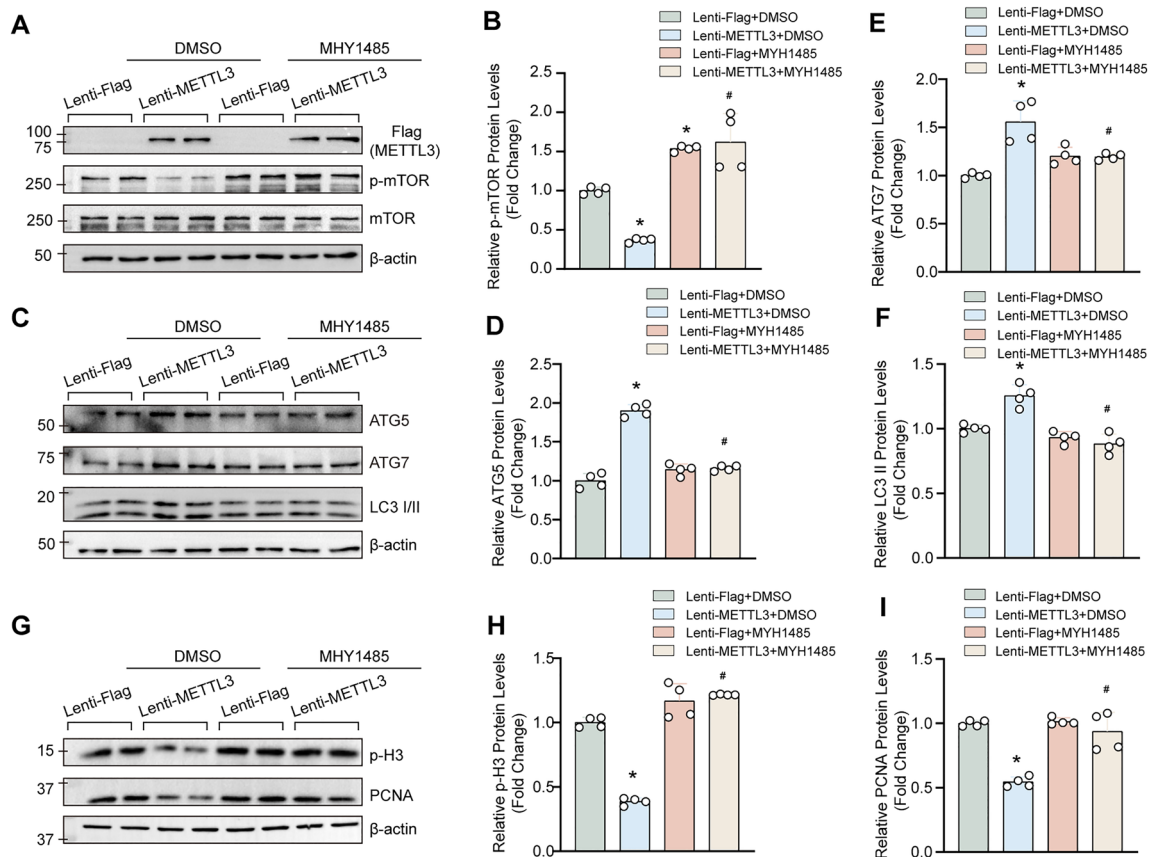 A
DMSO
MHY1485
Lenti-Flag
Lenti-METTL3
Lenti-Flag
Lenti-METTL3
100
75
Flag
(METTL3)
250
p-mTOR
250
mTOR
50
β-actin
B
Lenti-Flag+DMSO
Lenti-METTL3+DMSO
Lenti-Flag+MYH1485
Lenti-METTL3+MYH1485
Relative p-mTOR Protein Levels
(Fold Change)
2.5
2.0
1.5
1.0
0.5
0.0
*
*
#
E
Lenti-Flag+DMSO
Lenti-METTL3+DMSO
Lenti-Flag+MYH1485
Lenti-METTL3+MYH1485
Relative ATG7 Protein Levels
(Fold Change)
2.0
1.5
1.0
0.5
0.0
*
#
C
DMSO
MHY1485
Lenti-Flag
Lenti-METTL3
Lenti-Flag
Lenti-METTL3
50
ATG5
75
ATG7
20
LC3 I/II
50
β-actin
D
Lenti-Flag+DMSO
Lenti-METTL3+DMSO
Lenti-Flag+MYH1485
Lenti-METTL3+MYH1485
Relative ATG5 Protein Levels
(Fold Change)
2.5
2.0
1.5
1.0
0.5
0.0
*
#
F
Lenti-Flag+DMSO
Lenti-METTL3+DMSO
Lenti-Flag+MYH1485
Lenti-METTL3+MYH1485
Relative LC3 II Protein Levels
(Fold Change)
1.5
1.0
0.5
0.0
*
#
G
DMSO
MHY1485
Lenti-Flag
Lenti-METTL3
Lenti-Flag
Lenti-METTL3
15
p-H3
37
PCNA
37
β-actin
H
Lenti-Flag+DMSO
Lenti-METTL3+DMSO
Lenti-Flag+MYH1485
Lenti-METTL3+MYH1485
Relative p-H3 Protein Levels
(Fold Change)
1.5
1.0
0.5
0.0
*
#
I
Lenti-Flag+DMSO
Lenti-METTL3+DMSO
Lenti-Flag+MYH1485
Lenti-METTL3+MYH1485
Relative PCNA Protein Levels
(Fold Change)
1.5
1.0
0.5
0.0
*
#